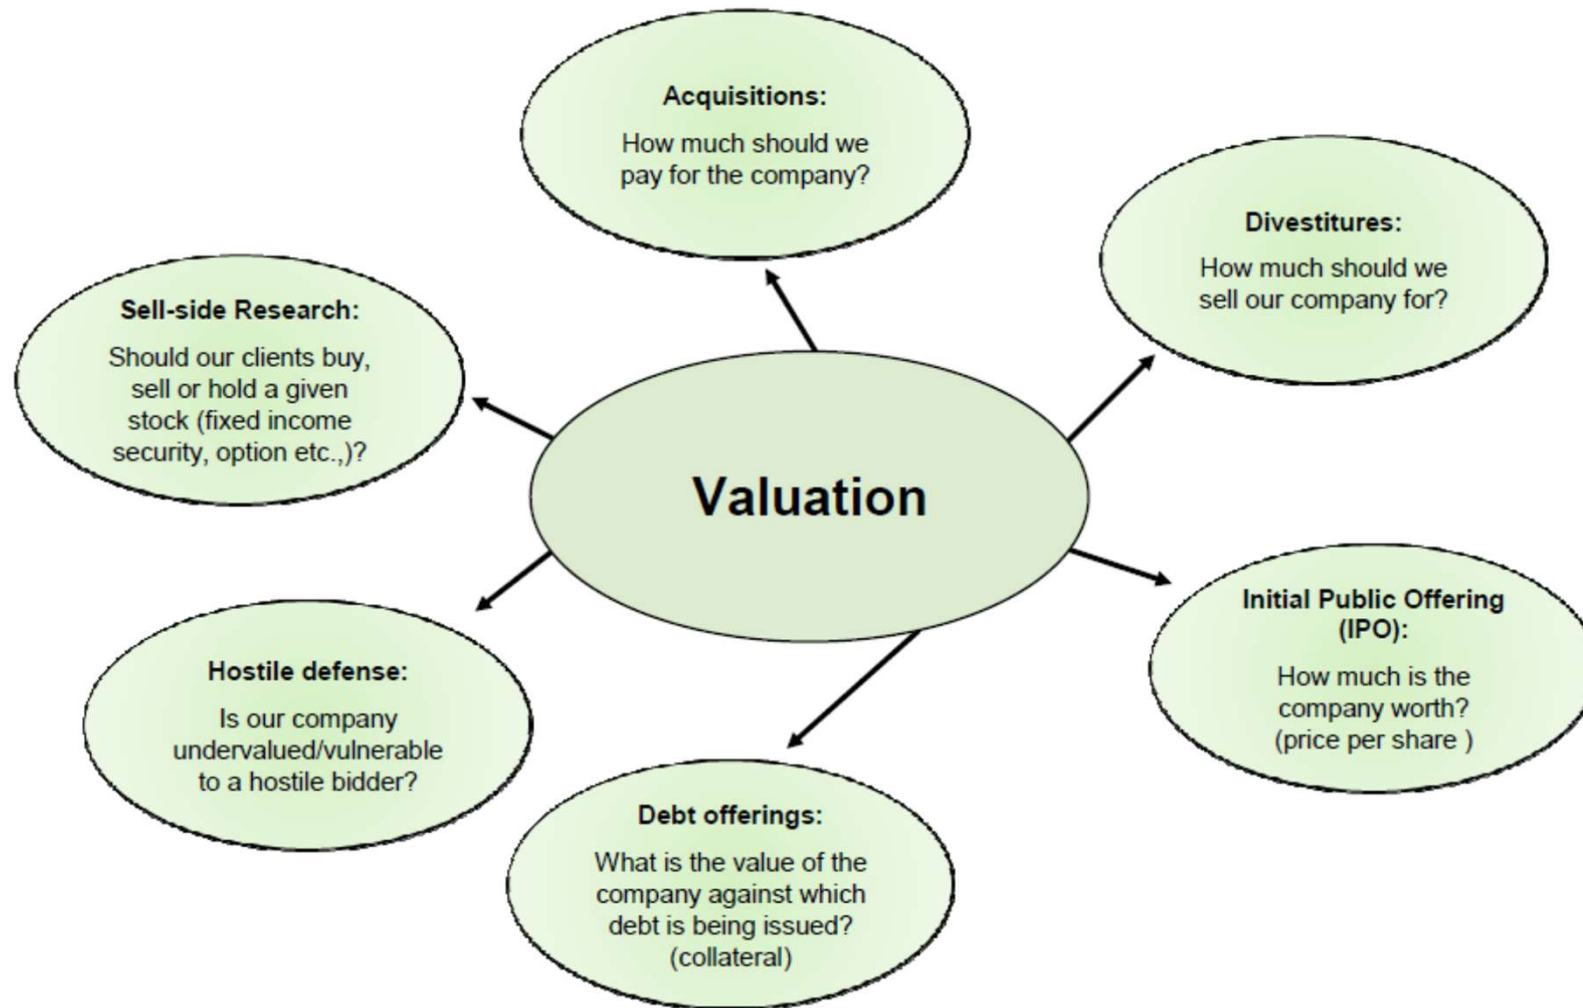 Acquisitions:
How much should we
pay for the company?
Divestitures:
How much should we
sell our company for?
Sell-side Research:
Should our clients buy,
sell or hold a given
stock (fixed income
security, option etc.,)?
Valuation
Initial Public Offering
(IPO):
How much is the
company worth?
(price per share )
Hostile defense:
Is our company
undervalued/vulnerable
to a hostile bidder?
Debt offerings:
What is the value of the
company against which
debt is being issued?
(collateral)